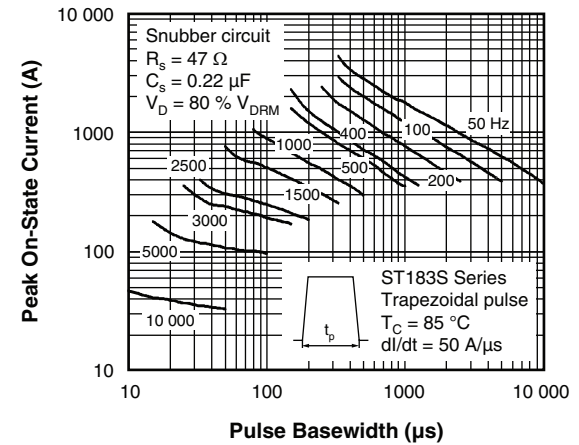 Peak On-State Current (A)
10 000
1000
100
10
Snubber circuit
Rs = 47 Ω
Cs = 0.22 µF
VD = 80 % VDRM
50 Hz
100
400
1000
500
200
2500
1500
3000
5000
10 000
ST183S Series
Trapezoidal pulse
TC = 85 °C
dI/dt = 50 A/µs
tp
10
100
1000
10 000
Pulse Basewidth (µs)